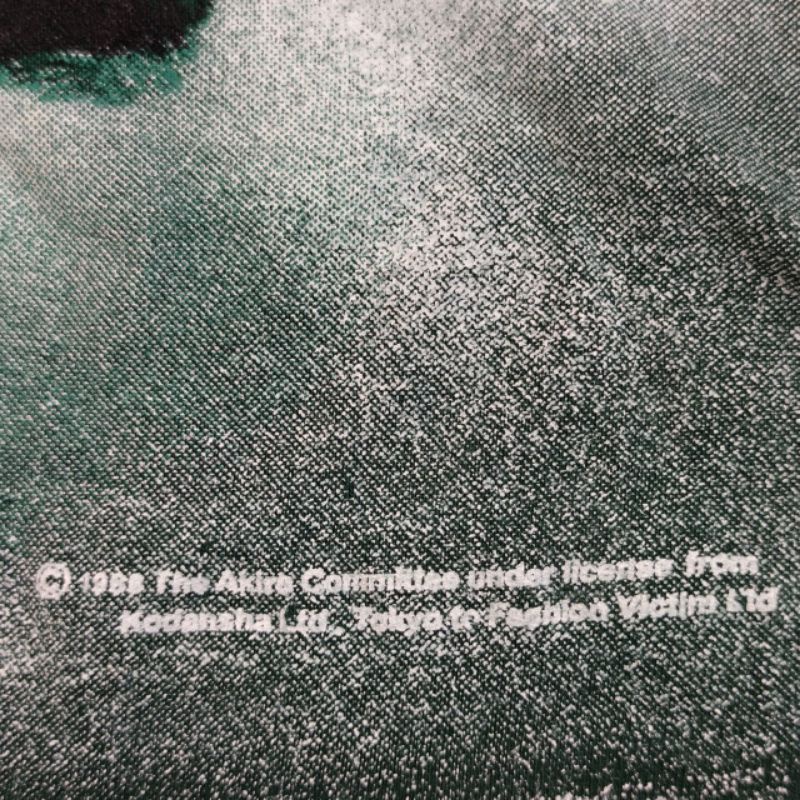 © 1988 The Akira Committee under license from
Kodansha Ltd. Tokyo to Fashion Victim Ltd